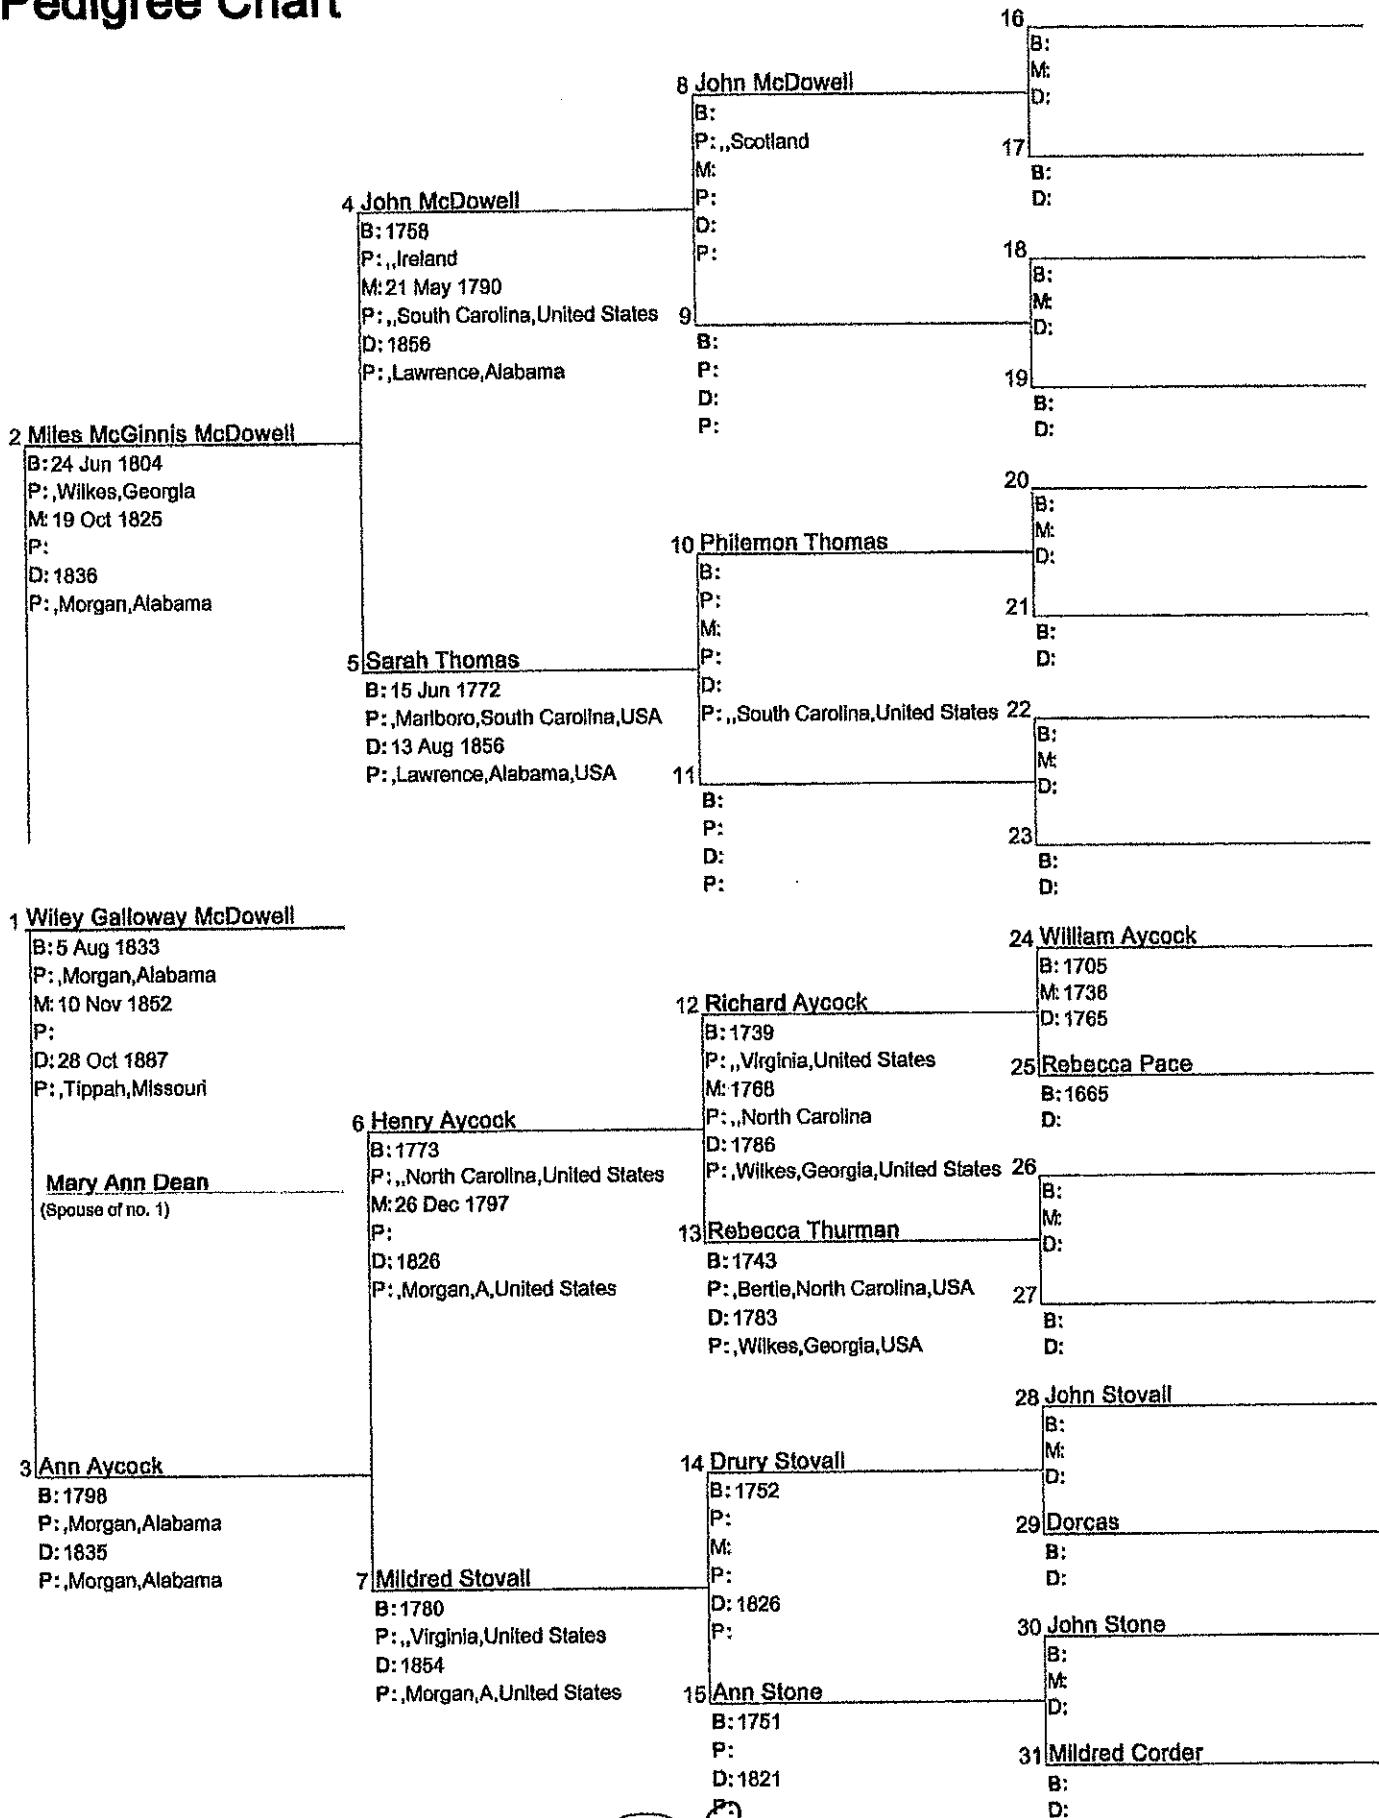 Pedigree Chart
16
B:
M:
D:
8 John McDowell
B:
P:,,Scotland
M:
P:
D:
P:
17
B:
D:
4 John McDowell
B: 1758
P:,,Ireland
M: 21 May 1790
P:,,South Carolina,United States
D: 1856
P:,Lawrence,Alabama
18
B:
M:
D:
9
B:
P:
D:
P:
19
B:
D:
2 Miles McGinnis McDowell
B: 24 Jun 1804
P:,Wilkes,Georgia
M: 19 Oct 1825
P:
D: 1836
P:,Morgan,Alabama
20
B:
M:
D:
10 Philemon Thomas
B:
P:
M:
P:
D:
P:,,South Carolina,United States
21
B:
D:
5 Sarah Thomas
B: 15 Jun 1772
P:,Marlboro,South Carolina,USA
D: 13 Aug 1856
P:,Lawrence,Alabama,USA
22
B:
M:
D:
11
B:
P:
D:
P:
23
B:
D:
1 Wiley Galloway McDowell
B: 5 Aug 1833
P:,Morgan,Alabama
M: 10 Nov 1852
P:
D: 28 Oct 1887
P:,Tippah,Missouri
Mary Ann Dean
(Spouse of no. 1)
24 William Aycock
B: 1705
M: 1736
D: 1765
12 Richard Aycock
B: 1739
P:,,Virginia,United States
M: 1768
P:,,North Carolina
D: 1786
P:,Wilkes,Georgia,United States
25 Rebecca Pace
B: 1665
D:
6 Henry Aycock
B: 1773
P:,,North Carolina,United States
M: 26 Dec 1797
P:
D: 1826
P:,Morgan,A,United States
26
B:
M:
D:
13 Rebecca Thurman
B: 1743
P:,Bertie,North Carolina,USA
D: 1783
P:,Wilkes,Georgia,USA
27
B:
D:
3 Ann Aycock
B: 1798
P:,Morgan,Alabama
D: 1835
P:,Morgan,Alabama
28 John Stovall
B:
M:
D:
14 Drury Stovall
B: 1752
P:
M:
P:
D: 1826
P:
29 Dorcas
B:
D:
7 Mildred Stovall
B: 1780
P:,,Virginia,United States
D: 1854
P:,Morgan,A,United States
30 John Stone
B:
M:
D:
15 Ann Stone
B: 1751
P:
D: 1821
P:
31 Mildred Corder
B:
D: